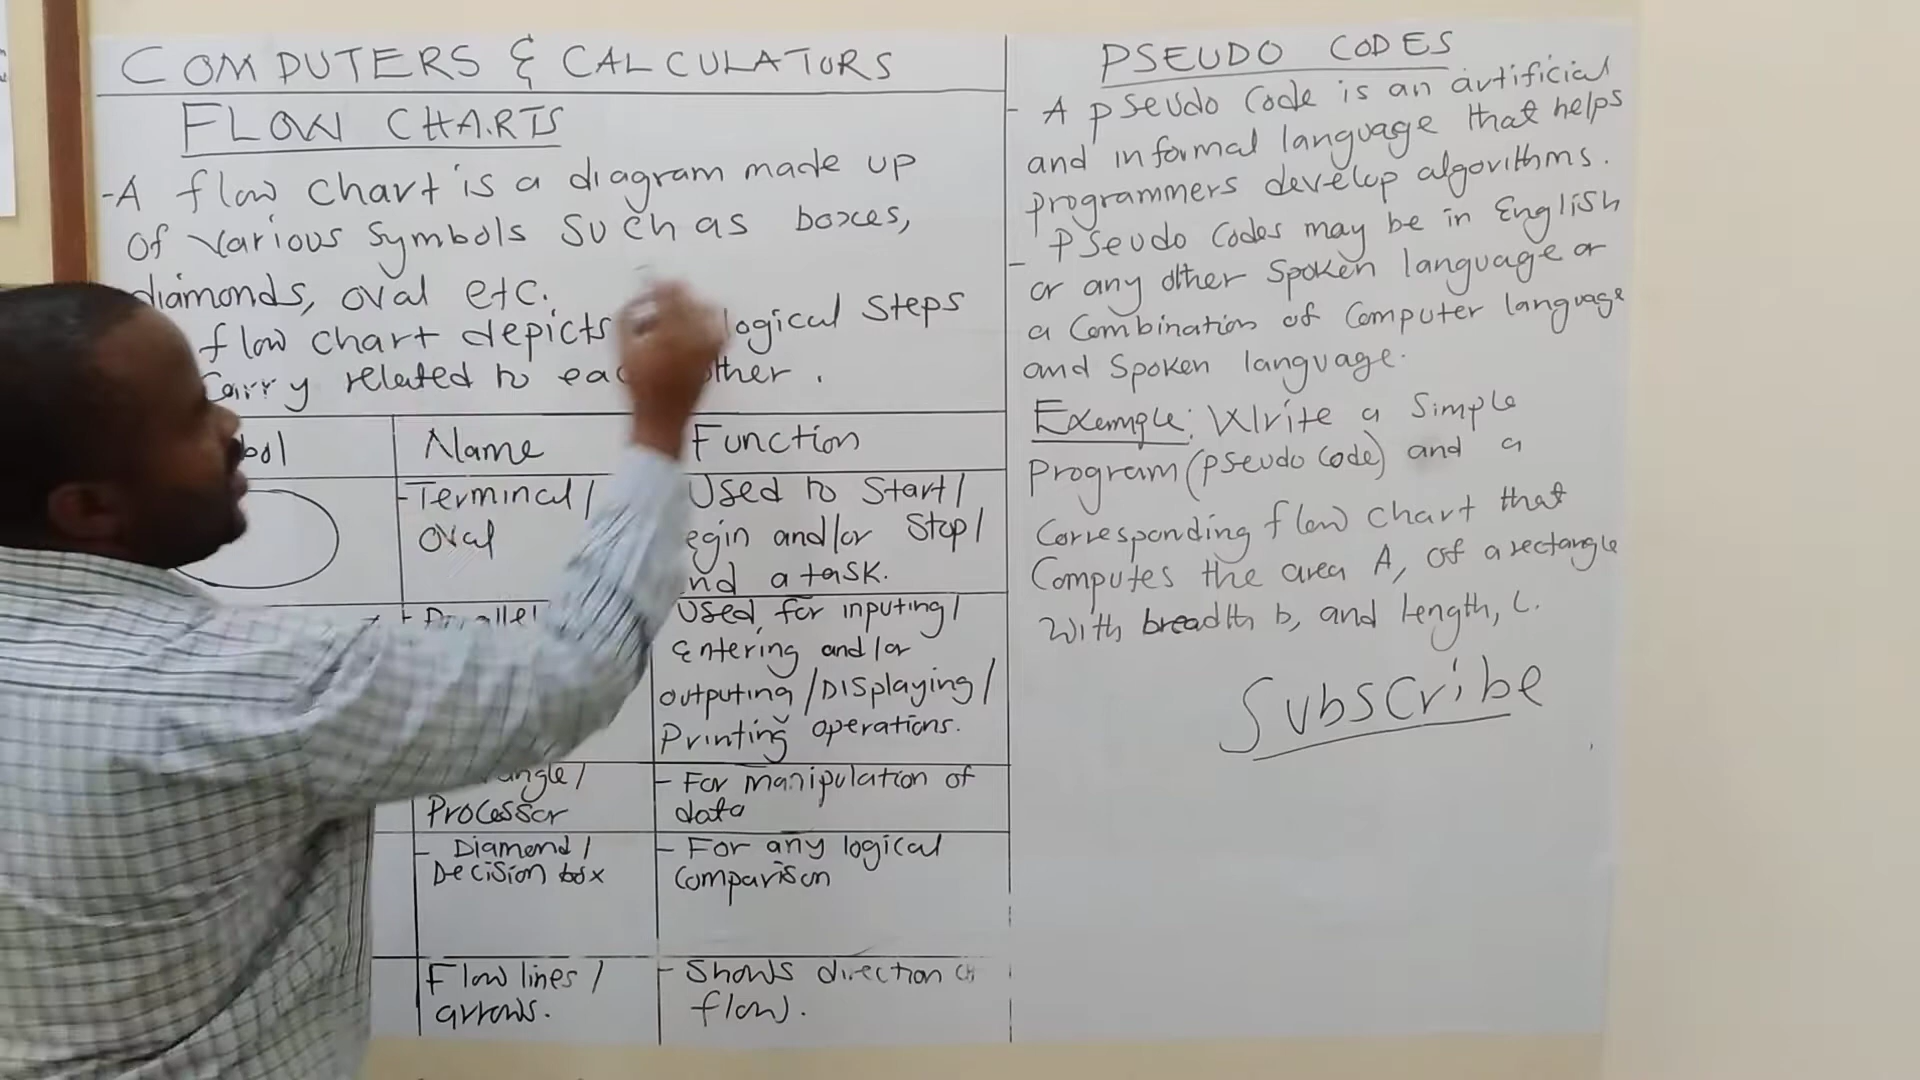 COMPUTERS & CALCULATORS
FLOW CHARTS
-A flow chart is a diagram made up
of various symbols such as boxes,
diamonds, oval etc.
flow chart depicts logical steps
carry related to each other.
Name Function
-Terminal/ Used to Start/
Oval egin and/or Stop/
nd a task.
Used for inputing/
Entering and/or
outputing/Displaying/
Printing operations.
angle/ - For manipulation of
Processor data
- Diamond/ - For any logical
Decision box comparison
Flow lines/ - Shows direction
arrows. flow.
PSEUDO CODES
- A pseudo code is an artificial
and informal language that helps
programmers develop algorithms.
- Pseudo codes may be in English
or any other spoken language or
a combination of computer language
and spoken language.
Example: Write a simple
program (pseudo code) and a
corresponding flow chart that
computes the area A, of a rectangle
with breadth b, and length, L.
Subscribe